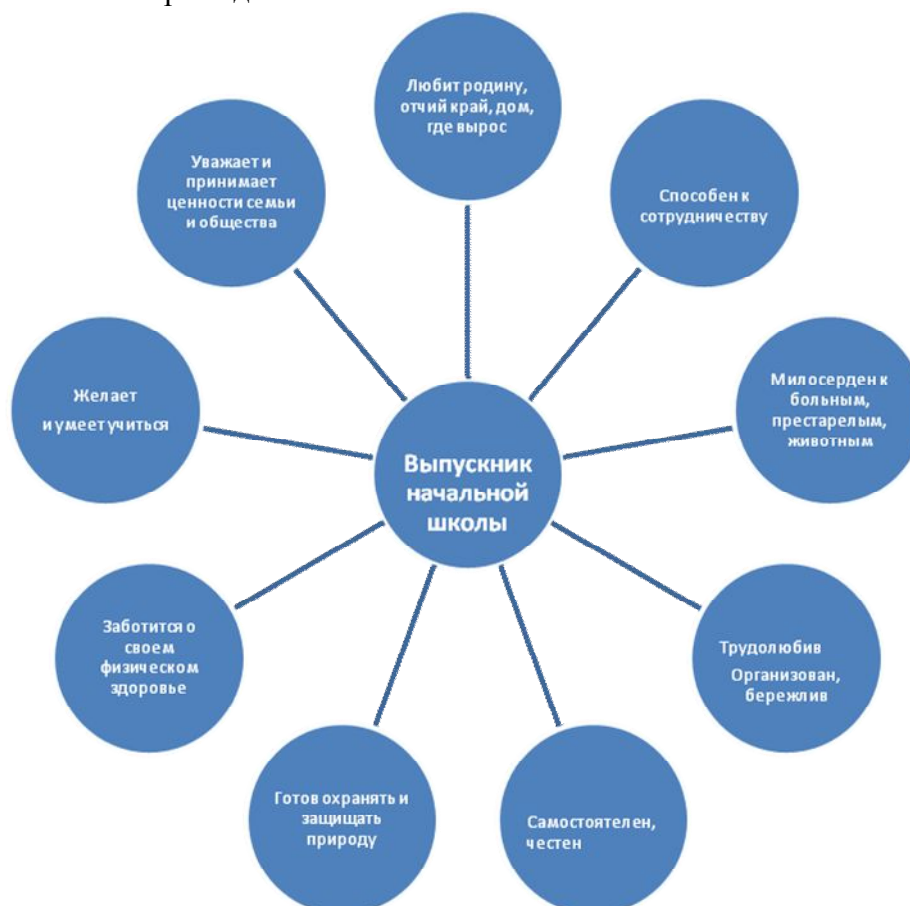 Любит родину,
отчий край, дом,
где вырос
Способен к
сотрудничеству
Милосерден к
больным,
престарелым,
животным
Трудолюбив
Организован,
бережлив
Самостоятелен,
честен
Готов охранять и
защищать
природу
Заботится о
своем
физическом
здоровье
Желает
и умеет учиться
Уважает и
принимает
ценности семьи
и общества
Выпускник
начальной
школы